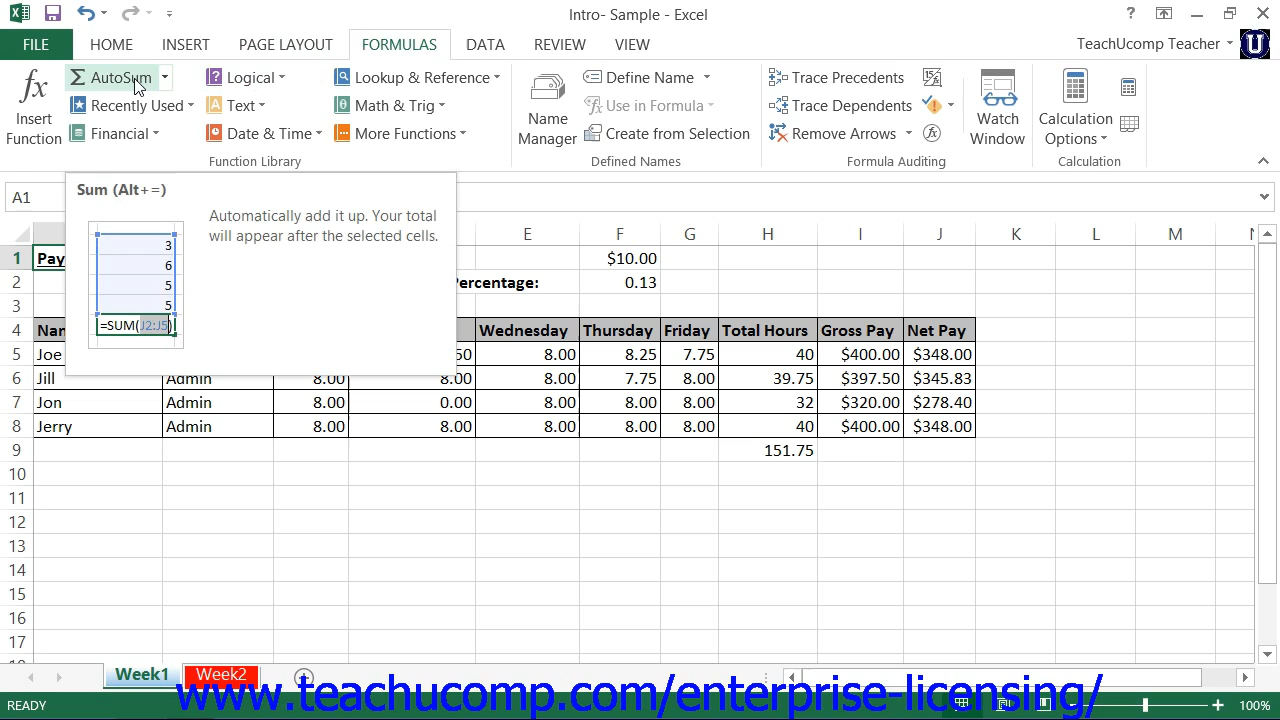 Intro- Sample - Excel
?
FILE HOME INSERT PAGE LAYOUT FORMULAS DATA REVIEW VIEW TeachUcomp Teacher
fx
Insert
Function
Σ AutoSum
Recently Used
Financial
Logical
Text
Date & Time
Lookup & Reference
Math & Trig
More Functions
Function Library
Name
Manager
Define Name
Use in Formula
Create from Selection
Defined Names
Trace Precedents
Trace Dependents
Remove Arrows
Formula Auditing
Watch
Window
Calculation
Options
Calculation
A1
Sum (Alt+=)
Automatically add it up. Your total
will appear after the selected cells.
3
6
5
5
=SUM(J2:J5)
E F G H I J K L M
1 Pay $10.00
2 Percentage: 0.13
3
4 Wednesday Thursday Friday Total Hours Gross Pay Net Pay
5 Joe 8.00 8.25 7.75 40 $400.00 $348.00
6 Jill Admin 8.00 8.00 8.00 7.75 8.00 39.75 $397.50 $345.83
7 Jon Admin 8.00 0.00 8.00 8.00 8.00 32 $320.00 $278.40
8 Jerry Admin 8.00 8.00 8.00 8.00 8.00 40 $400.00 $348.00
9 151.75
10
11
12
13
14
15
16
17
Week1 Week2
www.teachucomp.com/enterprise-licensing/
READY 100%